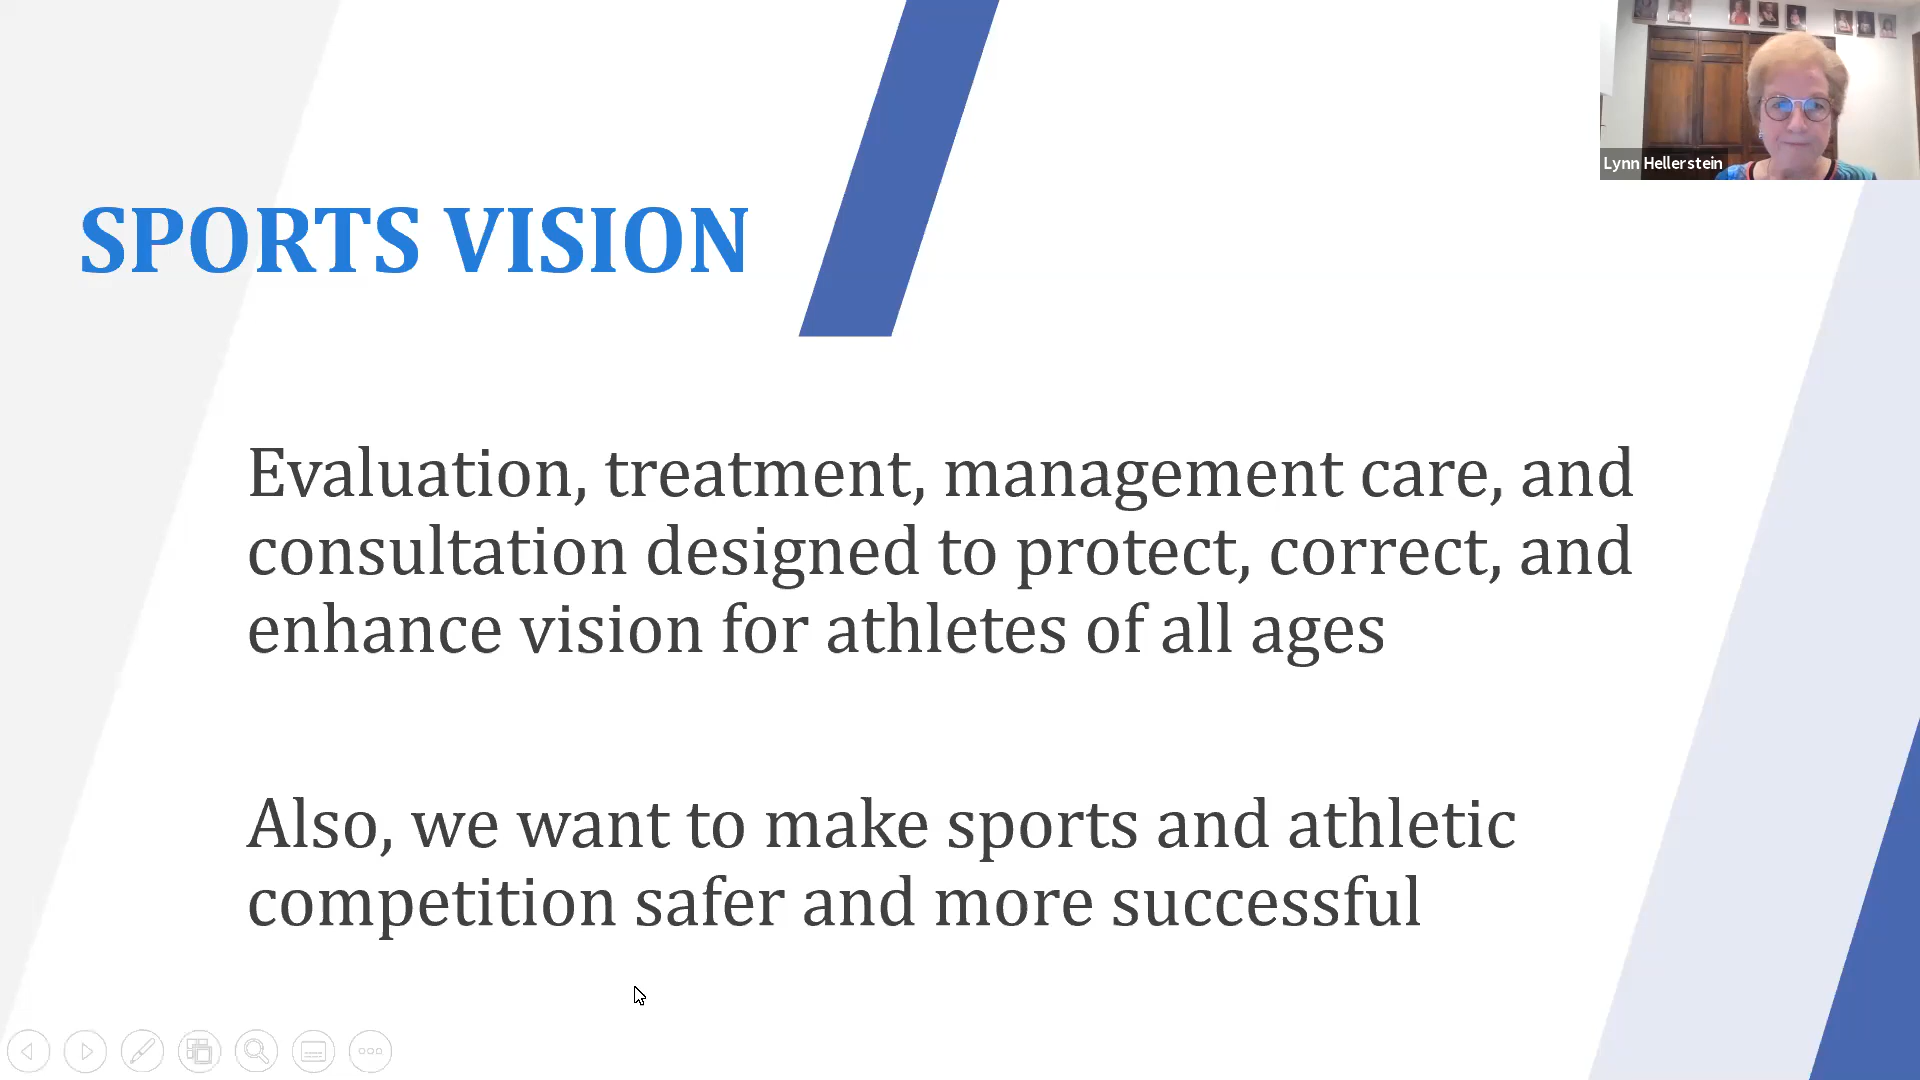 Lynn Hellerstein
SPORTS VISION
Evaluation, treatment, management care, and
consultation designed to protect, correct, and
enhance vision for athletes of all ages
Also, we want to make sports and athletic
competition safer and more successful